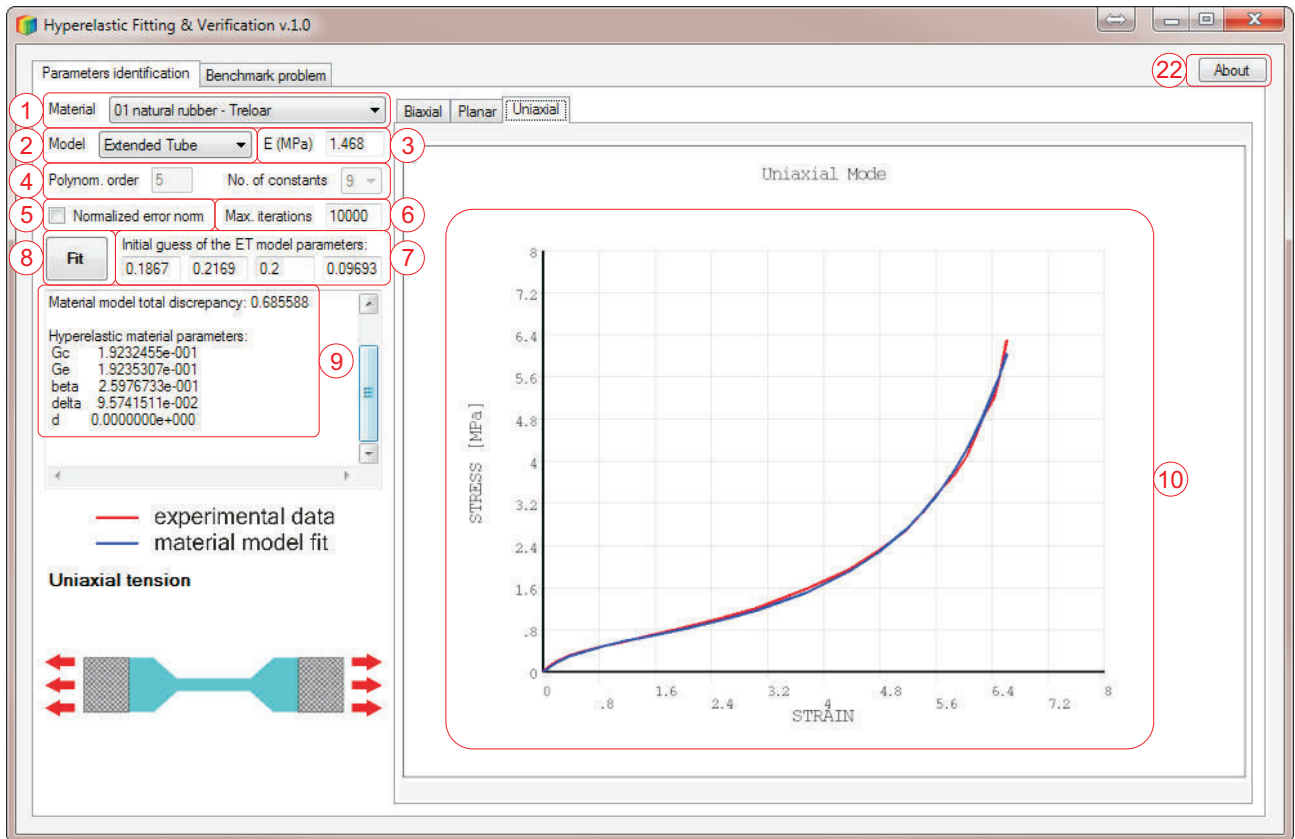 Hyperelastic Fitting & Verification v.1.0
Parameters identification Benchmark problem
22 About
1 Material 01 natural rubber - Treloar
Biaxial Planar Uniaxial
2 Model Extended Tube E (MPa) 1.468 3
4 Polynom. order 5 No. of constants 9
5 Normalized error norm Max. iterations 10000 6
8 Fit Initial guess of the ET model parameters: 7
0.1867 0.2169 0.2 0.09693
Material model total discrepancy: 0.685588
Hyperelastic material parameters:
Gc 1.9232455e-001
Ge 1.9235307e-001
beta 2.5976733e-001
delta 9.5741511e-002
d 0.0000000e+000
9
experimental data
material model fit
Uniaxial tension
Uniaxial Mode
8
7.2
6.4
5.6
4.8
4
3.2
2.4
1.6
.8
0
STRESS [MPa]
0 .8 1.6 2.4 3.2 4 4.8 5.6 6.4 7.2 8
STRAIN
10